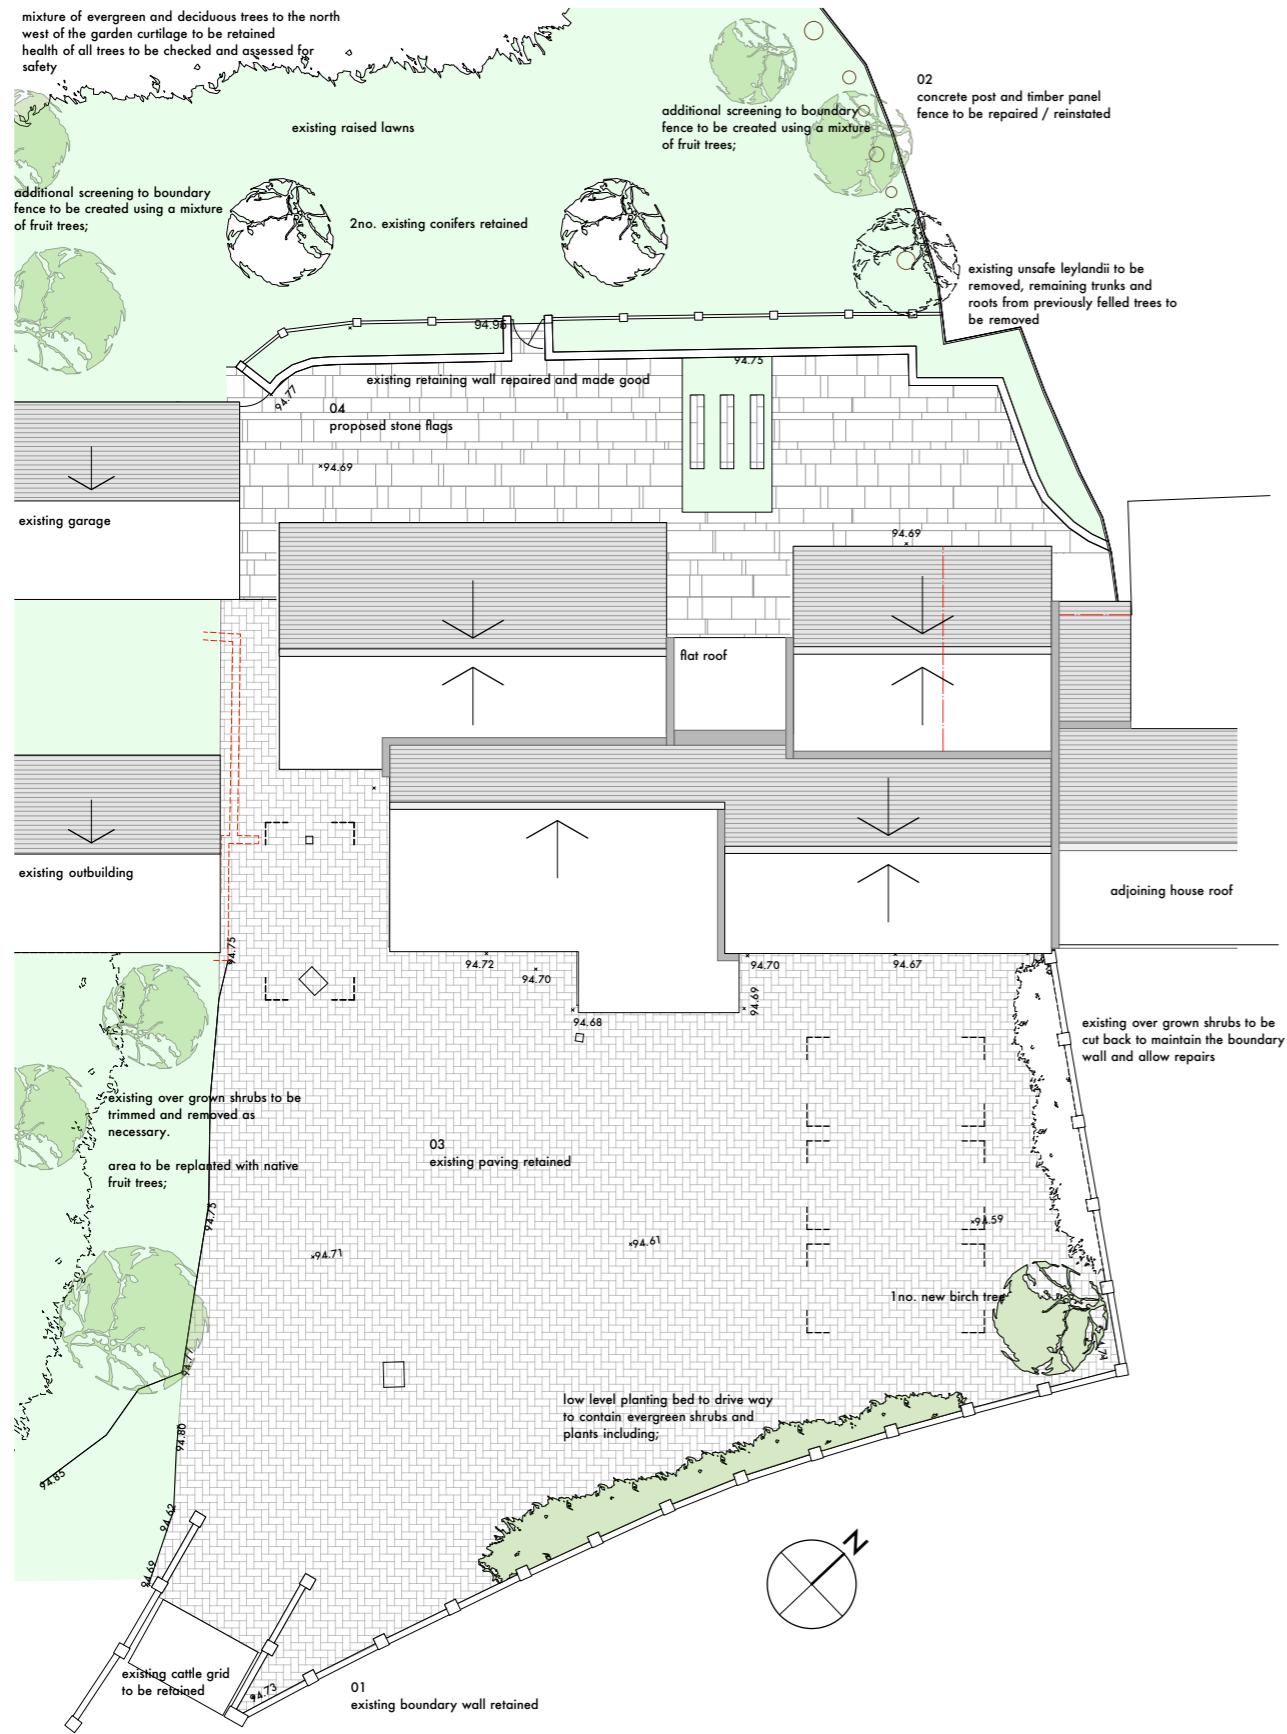 mixture of evergreen and deciduous trees to the north
west of the garden curtilage to be retained
health of all trees to be checked and assessed for
safety
02
concrete post and timber panel
fence to be repaired / reinstated
additional screening to boundary
fence to be created using a mixture
of fruit trees;
existing raised lawns
additional screening to boundary
fence to be created using a mixture
of fruit trees;
2no. existing conifers retained
existing unsafe leylandii to be
removed, remaining trunks and
roots from previously felled trees to
be removed
94.75
existing retaining wall repaired and made good
94.77
04
proposed stone flags
94.69
existing garage
94.69
flat roof
existing outbuilding
adjoining house roof
94.75
94.72
94.70
94.70
94.67
94.69
94.68
existing over grown shrubs to be
cut back to maintain the boundary
wall and allow repairs
existing over grown shrubs to be
trimmed and removed as
necessary.
area to be replanted with native
fruit trees;
03
existing paving retained
94.75
94.59
94.71
94.61
1no. new birch tree
94.77
low level planting bed to drive way
to contain evergreen shrubs and
plants including;
94.80
94.85
94.62
N
94.69
existing cattle grid
to be retained
94.73
01
existing boundary wall retained